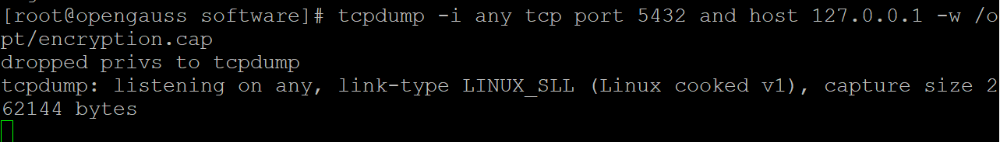 [root@opengauss software]# tcpdump -i any tcp port 5432 and host 127.0.0.1 -w /o
pt/encryption.cap
dropped privs to tcpdump
tcpdump: listening on any, link-type LINUX_SLL (Linux cooked v1), capture size 2
62144 bytes